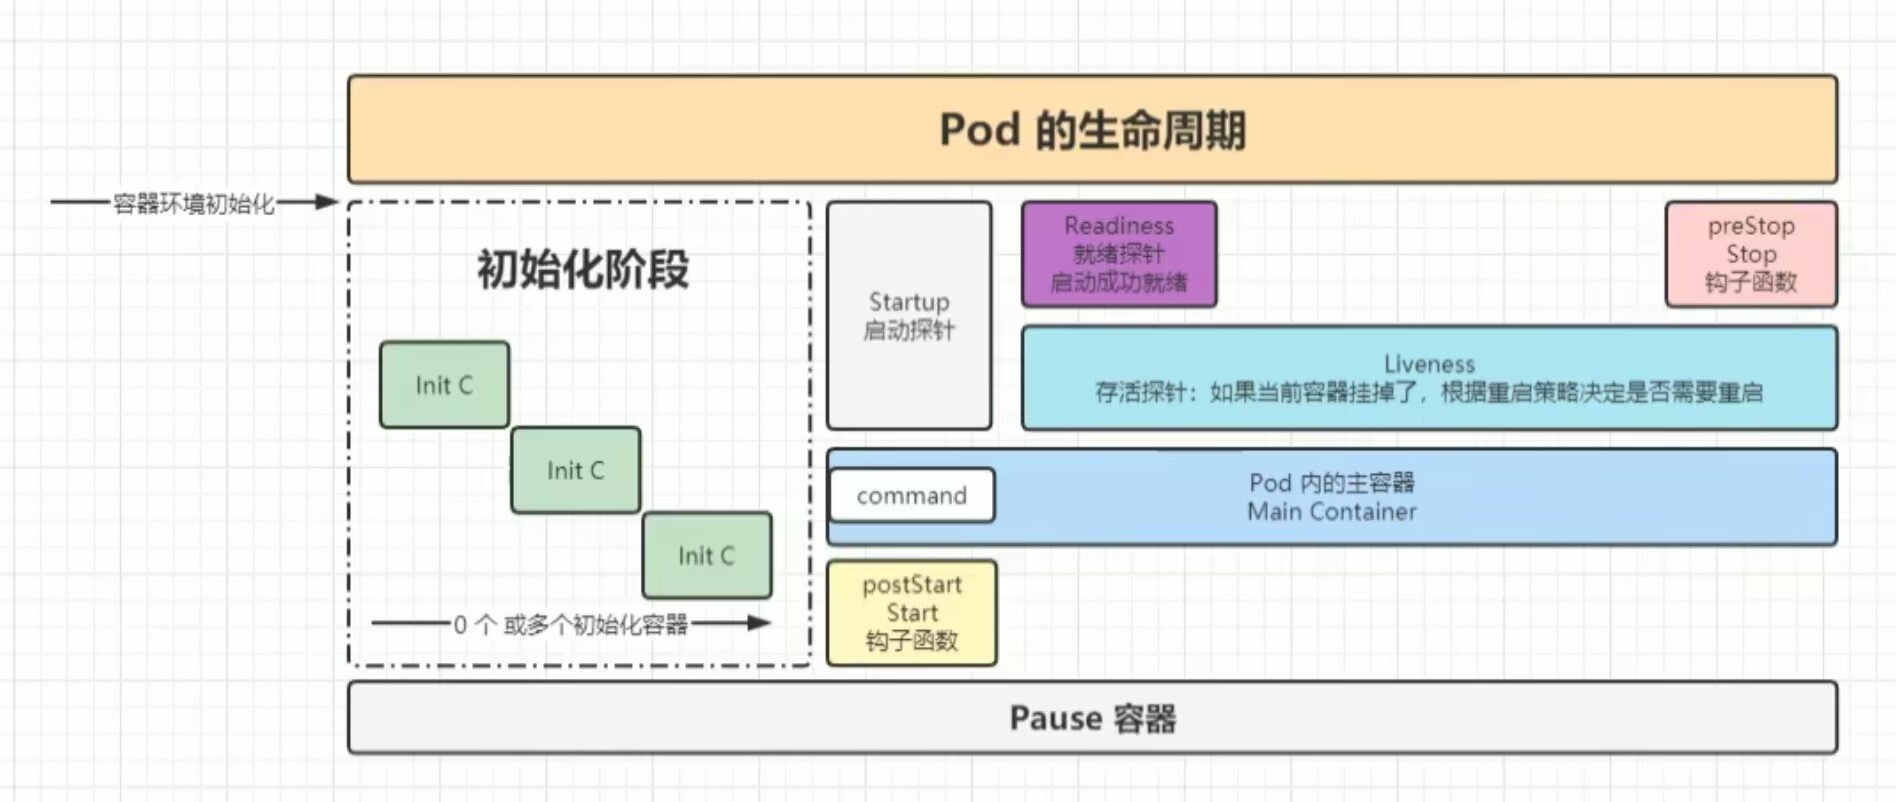 Pod 的生命周期
容器环境初始化
初始化阶段
Init C
Init C
Init C
0 个 或多个初始化容器
Startup
启动探针
Readiness
就绪探针
启动成功就绪
preStop
Stop
钩子函数
Liveness
存活探针：如果当前容器挂掉了，根据重启策略决定是否需要重启
command
Pod 内的主容器
Main Container
postStart
Start
钩子函数
Pause 容器